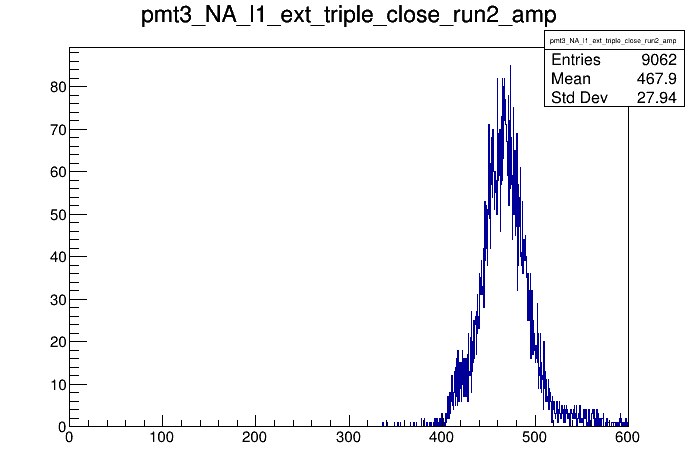 pmt3_NA_l1_ext_triple_close_run2_amp
pmt3_NA_l1_ext_triple_close_run2_amp
Entries 9062
Mean 467.9
Std Dev 27.94
80
70
60
50
40
30
20
10
0
0 100 200 300 400 500 600